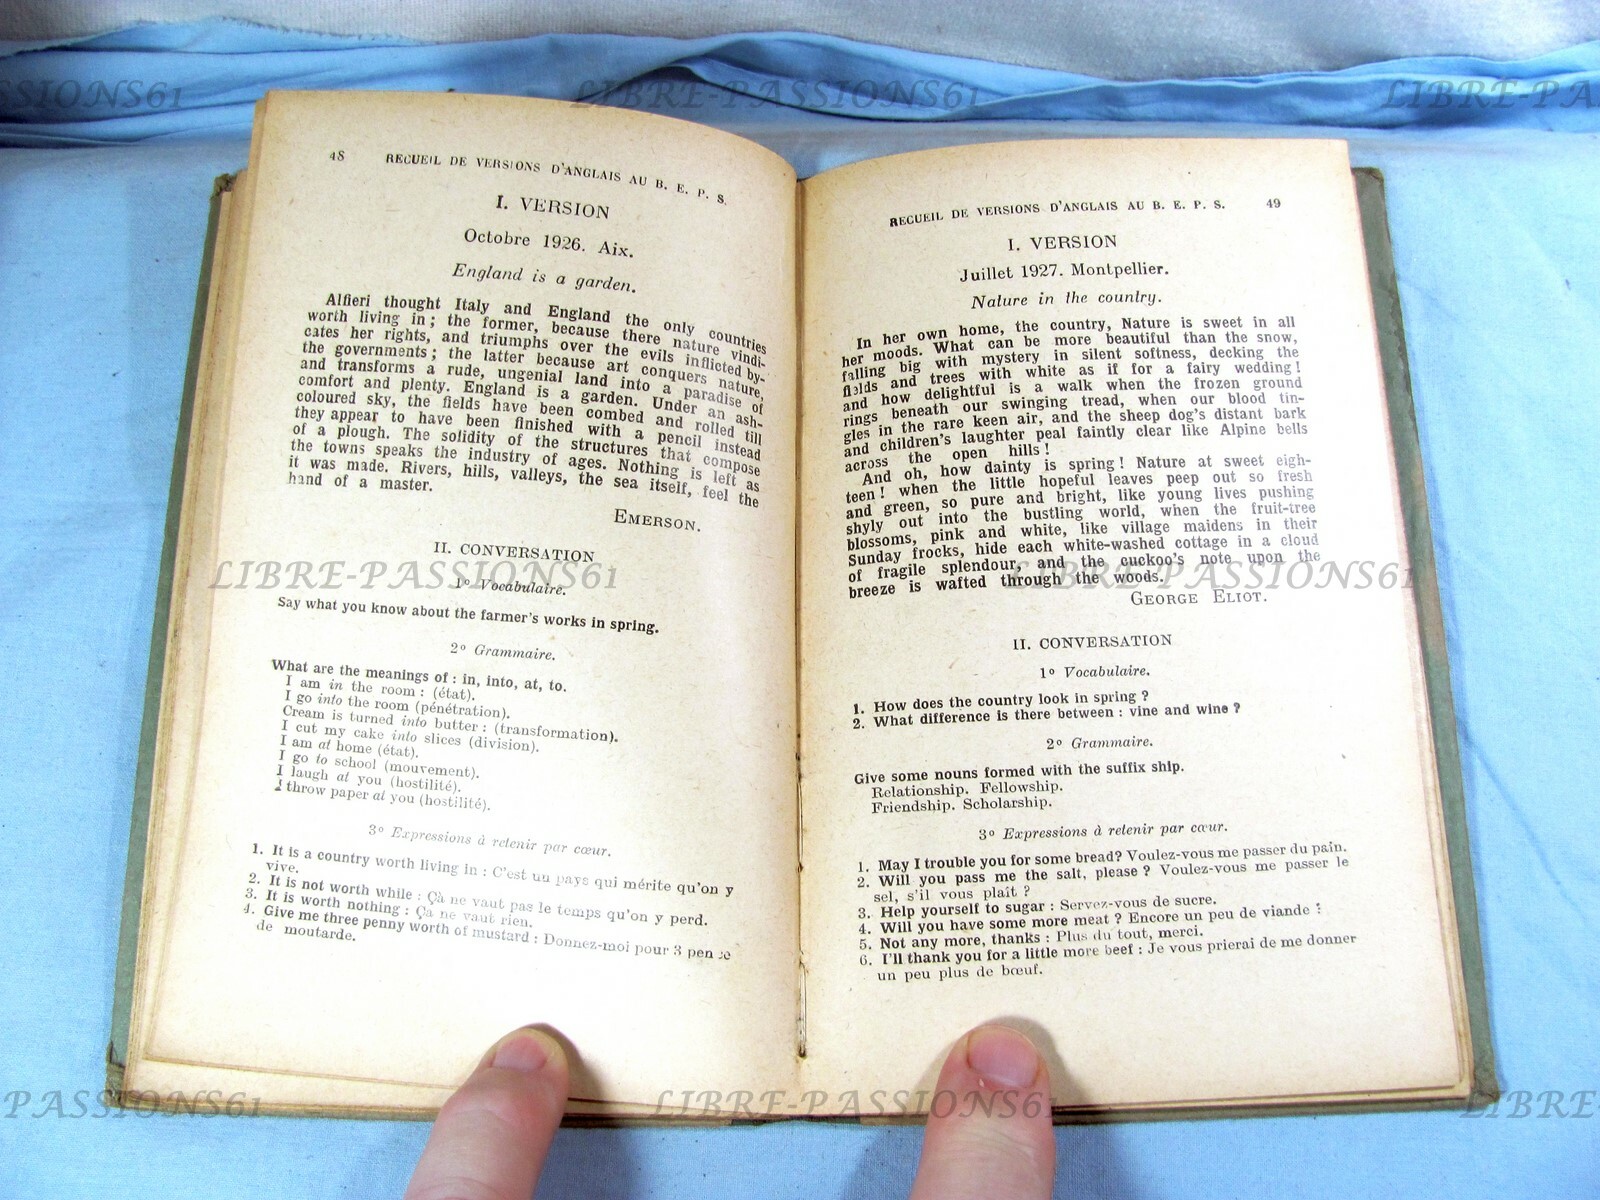 48 RECUEIL DE VERSIONS D'ANGLAIS AU B. E. P. S.
I. VERSION
Octobre 1926. Aix.
England is a garden.
Alfieri thought Italy and England the only countries
worth living in ; the former, because there nature vindi-
cates her rights, and triumphs over the evils inflicted by-
the governments ; the latter because art conquers nature,
and transforms a rude, ungenial land into a paradise of
comfort and plenty. England is a garden. Under an ash-
coloured sky, the fields have been combed and rolled till
they appear to have been finished with a pencil instead
of a plough. The solidity of the structures that compose
the towns speaks the industry of ages. Nothing is left as
it was made. Rivers, hills, valleys, the sea itself, feel the
hand of a master.
EMERSON.
II. CONVERSATION
1º Vocabulaire.
Say what you know about the farmer's works in spring.
2º Grammaire.
What are the meanings of : in, into, at, to.
I am in the room : (état).
I go into the room (pénétration).
Cream is turned into butter : (transformation).
I cut my cake into slices (division).
I am at home (état).
I go to school (mouvement).
I laugh at you (hostilité).
I throw paper at you (hostilité).
3º Expressions à retenir par cœur.
1. It is a country worth living in : C'est un pays qui mérite qu'on y
vive.
2. It is not worth while : Çà ne vaut pas le temps qu'on y perd.
3. It is worth nothing : Ça ne vaut rien.
4. Give me three penny worth of mustard : Donnez-moi pour 3 pence
de moutarde.
RECUEIL DE VERSIONS D'ANGLAIS AU B. E. P. S. 49
I. VERSION
Juillet 1927. Montpellier.
Nature in the country.
In her own home, the country, Nature is sweet in all
her moods. What can be more beautiful than the snow,
falling big with mystery in silent softness, decking the
fields and trees with white as if for a fairy wedding !
and how delightful is a walk when the frozen ground
rings beneath our swinging tread, when our blood tin-
gles in the rare keen air, and the sheep dog's distant bark
and children's laughter peal faintly clear like Alpine bells
across the open hills !
And oh, how dainty is spring ! Nature at sweet eigh-
teen ! when the little hopeful leaves peep out so fresh
and green, so pure and bright, like young lives pushing
shyly out into the bustling world, when the fruit-tree
blossoms, pink and white, like village maidens in their
Sunday frocks, hide each white-washed cottage in a cloud
of fragile splendour, and the cuckoo's note upon the
breeze is wafted through the woods.
GEORGE ELIOT.
II. CONVERSATION
1º Vocabulaire.
1. How does the country look in spring ?
2. What difference is there between : vine and wine ?
2º Grammaire.
Give some nouns formed with the suffix ship.
Relationship. Fellowship.
Friendship. Scholarship.
3º Expressions à retenir par cœur.
1. May I trouble you for some bread? Voulez-vous me passer du pain.
2. Will you pass me the salt, please ? Voulez-vous me passer le
sel, s'il vous plaît ?
3. Help yourself to sugar : Servez-vous de sucre.
4. Will you have some more meat ? Encore un peu de viande ?
5. Not any more, thanks : Plus du tout, merci.
6. I'll thank you for a little more beef : Je vous prierai de me donner
un peu plus de bœuf.
PASSIONS61 LIBRE-PASSIONS61 LIBRE-PA
LIBRE-PASSIONS61 LIBRE-PASSIONS61
PASSIONS61 LIBRE-PASSIONS61 LIBRE-